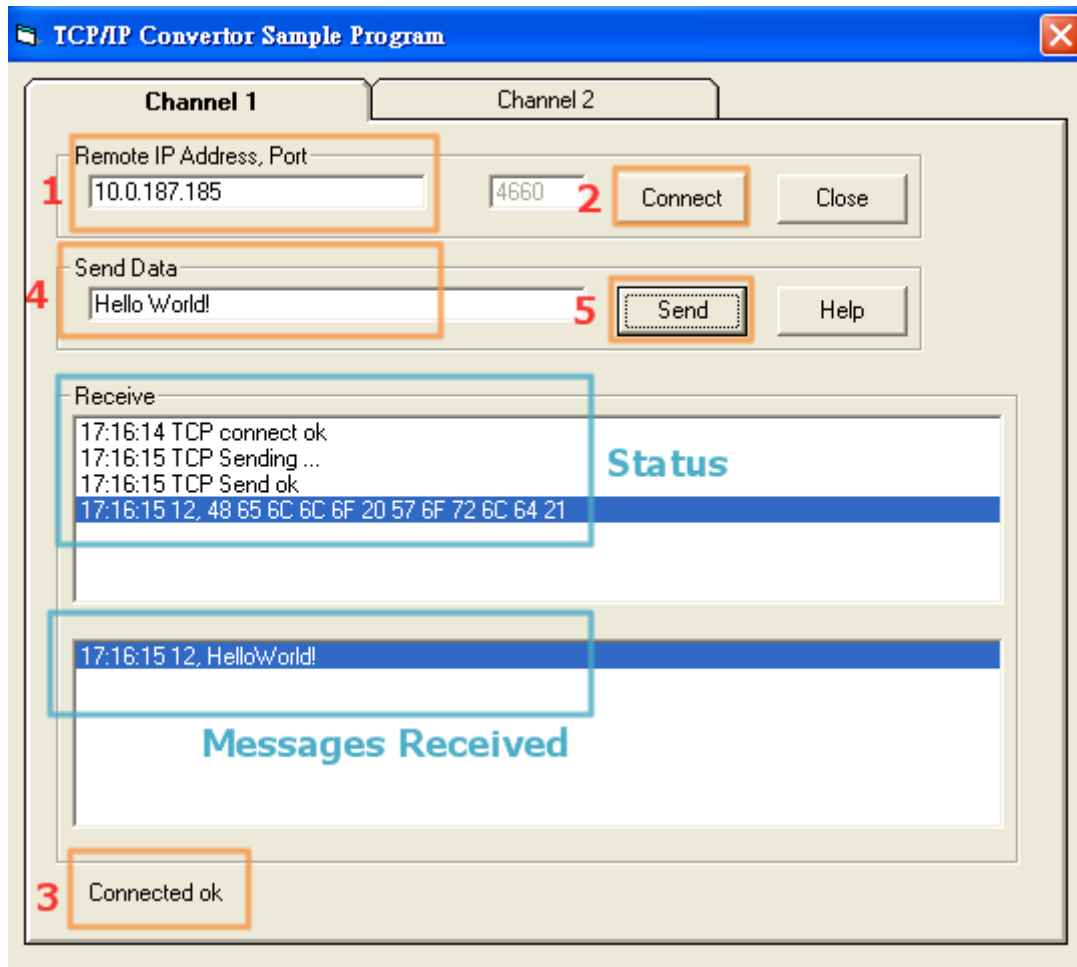 TCP/IP Convertor Sample Program
Channel 1
Channel 2
Remote IP Address, Port
1
10.0.187.185
4660
2
Connect
Close
Send Data
4
Hello World!
5
Send
Help
Receive
17:16:14 TCP connect ok
17:16:15 TCP Sending ...
17:16:15 TCP Send ok
17:16:15 12, 48 65 6C 6C 6F 20 57 6F 72 6C 64 21
Status
17:16:15 12, HelloWorld!
Messages Received
3
Connected ok